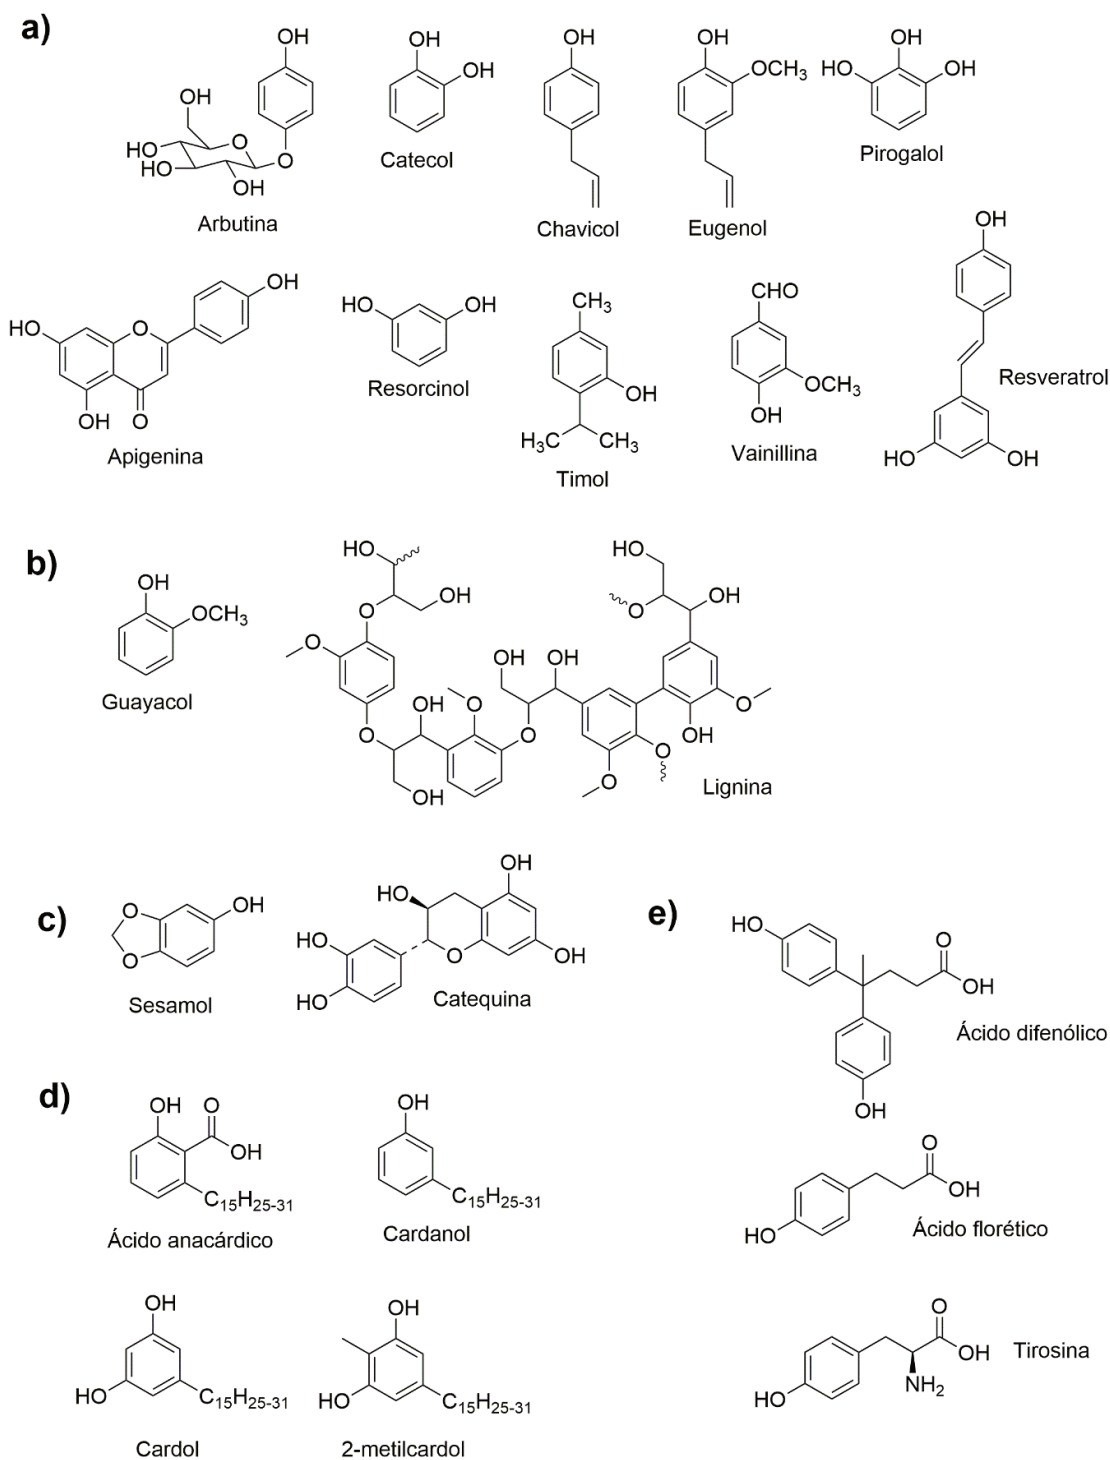 a)
OH
OH
OH
OH
OH
OH
OH
OCH3
HO
OH
OH
HO
HO
O
O
OH
Arbutina
Catecol
Chavicol
Eugenol
Pirogalol
OH
HO
O
OH
OH
O
Apigenina
HO
OH
Resorcinol
CH3
OH
H3C
CH3
Timol
CHO
OCH3
OH
Vainillina
OH
HO
OH
Resveratrol
b)
OH
OCH3
Guayacol
HO
OH
O
O
O
OH
O
OH
O
OH
OH
O
O
O
HO
O
OH
OH
O
Lignina
c)
O
O
OH
Sesamol
OH
HO
HO
HO
O
OH
Catequina
d)
OH
O
OH
C15H25-31
Ácido anacárdico
OH
C15H25-31
Cardanol
OH
HO
C15H25-31
Cardol
OH
HO
C15H25-31
2-metilcardol
e)
HO
O
OH
OH
Ácido difenólico
O
OH
HO
Ácido florético
O
OH
NH2
HO
Tirosina